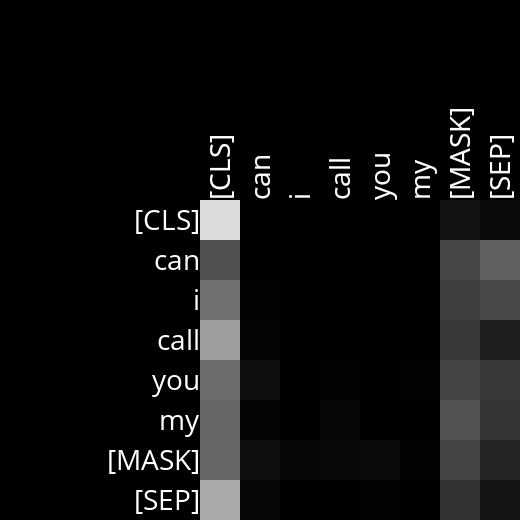 [CLS] can i call you my [MASK] [SEP]
[CLS]
can
i
call
you
my
[MASK]
[SEP]